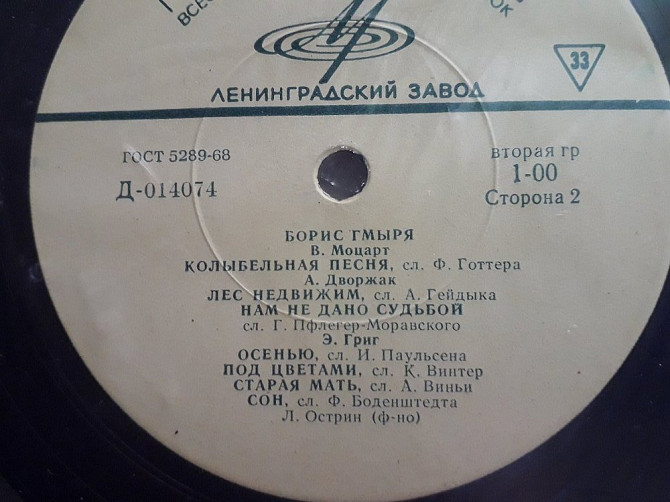 ЛЕНИНГРАДСКИЙ ЗАВОД
33
ГОСТ 5289-68
Д-014074
вторая гр
1-00
Сторона 2
БОРИС ГМЫРЯ
В. Моцарт
КОЛЫБЕЛЬНАЯ ПЕСНЯ, сл. Ф. Готтера
А. Дворжак
ЛЕС НЕДВИЖИМ, сл. А. Гейдыка
НАМ НЕ ДАНО СУДЬБОЙ
сл. Г. Пфлегер-Моравского
Э. Григ
ОСЕНЬЮ, сл. И. Паульсена
ПОД ЦВЕТАМИ, сл. К. Винтер
СТАРАЯ МАТЬ, сл. А. Виньи
СОН, сл. Ф. Боденштедта
Л. Острин (ф-но)